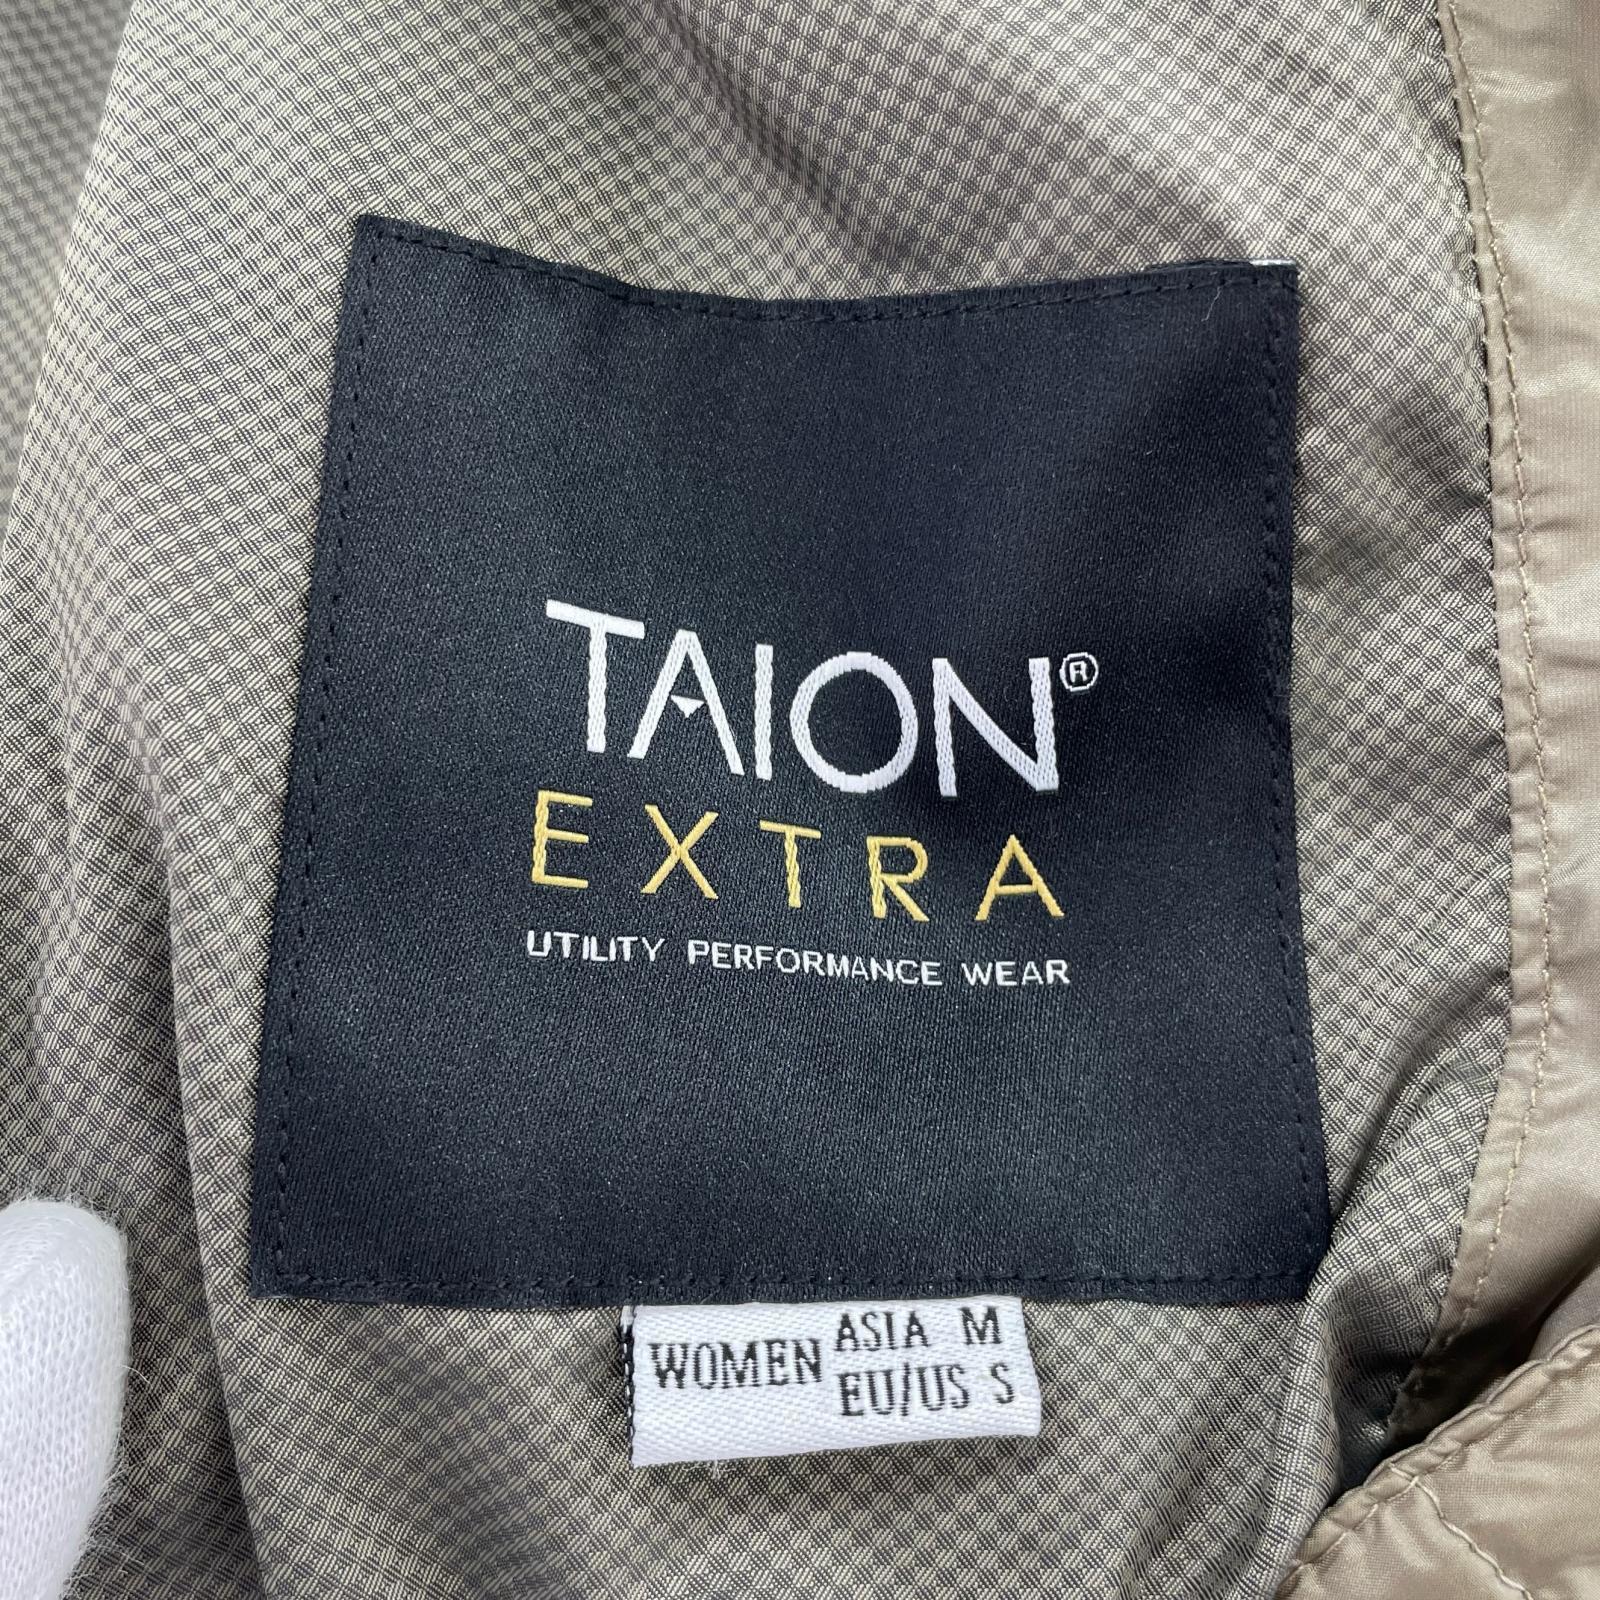 TAION®
EXTRA
UTILITY PERFORMANCE WEAR
WOMEN ASIA M
EU/US S